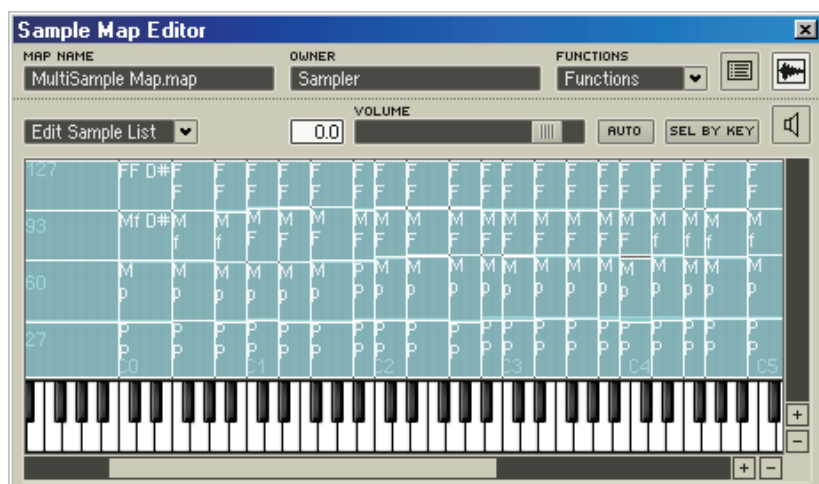 Sample Map Editor
MAP NAME OWNER FUNCTIONS
MultiSample Map.map Sampler Functions
VOLUME
Edit Sample List 0.0 AUTO SEL BY KEY
127 FF D# F F F F F F F F F F F F F F F F F F
F F F F F F F F F F F F F F F F F
93 Mf D# M M M M M M M M M M M M M M M M M
f f F F F F F F F F F F F F f f f f
60 M M M M M M P M M M M M M M M M M M M
p p p p p p p p p p p p p p p p p p p
27 P P P P P P P P P P P P P P P P P P P
p p p p p p p p p p p p p p p p p p p
C0 C1 C2 C3 C4 C5